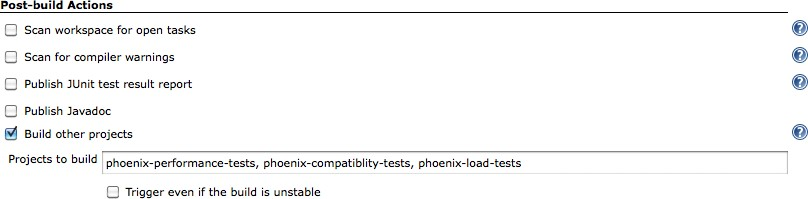 Post-build Actions
Scan workspace for open tasks
Scan for compiler warnings
Publish JUnit test result report
Publish Javadoc
Build other projects
Projects to build phoenix-performance-tests, phoenix-compatiblity-tests, phoenix-load-tests
Trigger even if the build is unstable